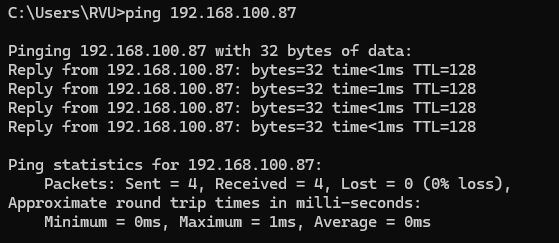 C:\Users\RVU>ping 192.168.100.87
Pinging 192.168.100.87 with 32 bytes of data:
Reply from 192.168.100.87: bytes=32 time<1ms TTL=128
Reply from 192.168.100.87: bytes=32 time=1ms TTL=128
Reply from 192.168.100.87: bytes=32 time<1ms TTL=128
Reply from 192.168.100.87: bytes=32 time<1ms TTL=128
Ping statistics for 192.168.100.87:
    Packets: Sent = 4, Received = 4, Lost = 0 (0% loss),
Approximate round trip times in milli-seconds:
    Minimum = 0ms, Maximum = 1ms, Average = 0ms